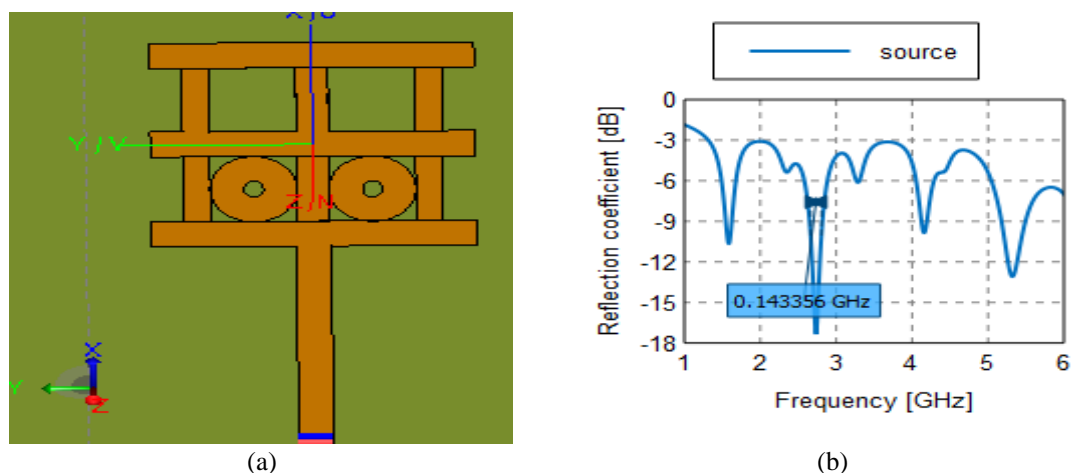 X/U
Y/V
Z/N
X
Y
Z
source
Reflection coefficient [dB]
0
-3
-6
-9
-12
-15
-18
0.143356 GHz
1 2 3 4 5 6
Frequency [GHz]
(a) (b)